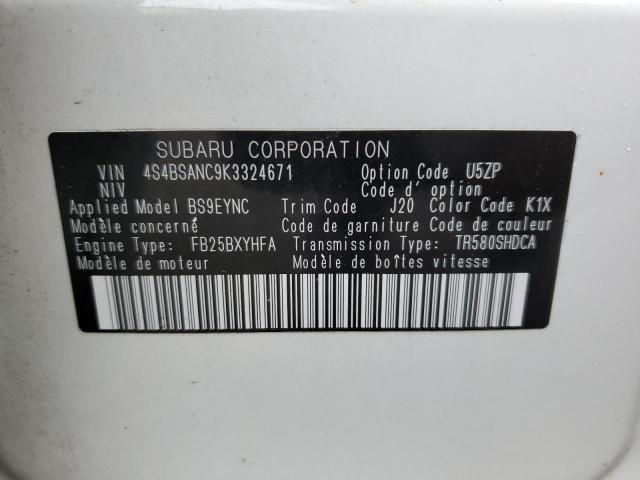 SUBARU CORPORATION
VIN 4S4BSANC9K3324671 Option Code U5ZP
NIV Code d' option
Applied Model BS9EYNC Trim Code J20 Color Code K1X
Modèle concerné Code de garniture Code de couleur
Engine Type: FB25BXYHFA Transmission Type: TR580SHDCA
Modèle de moteur Modèle de boîtes vitesse